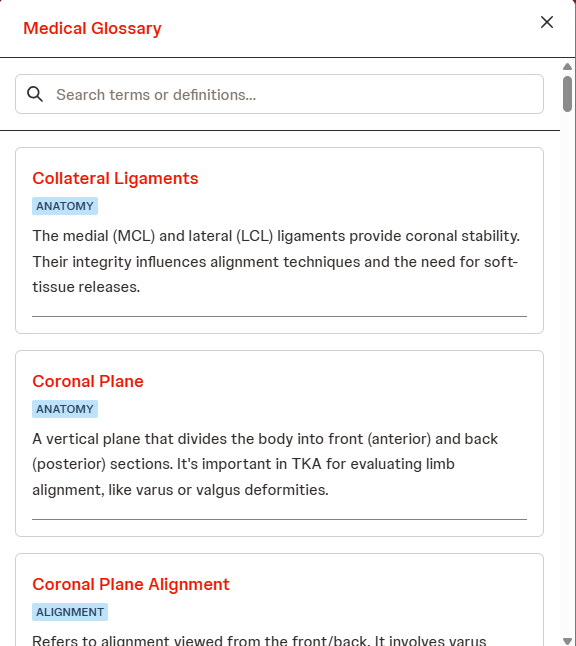 Medical Glossary
Search terms or definitions...
Collateral Ligaments
ANATOMY
The medial (MCL) and lateral (LCL) ligaments provide coronal stability.
Their integrity influences alignment techniques and the need for soft-
tissue releases.
Coronal Plane
ANATOMY
A vertical plane that divides the body into front (anterior) and back
(posterior) sections. It's important in TKA for evaluating limb
alignment, like varus or valgus deformities.
Coronal Plane Alignment
ALIGNMENT
Refers to alignment viewed from the front/back. It involves varus